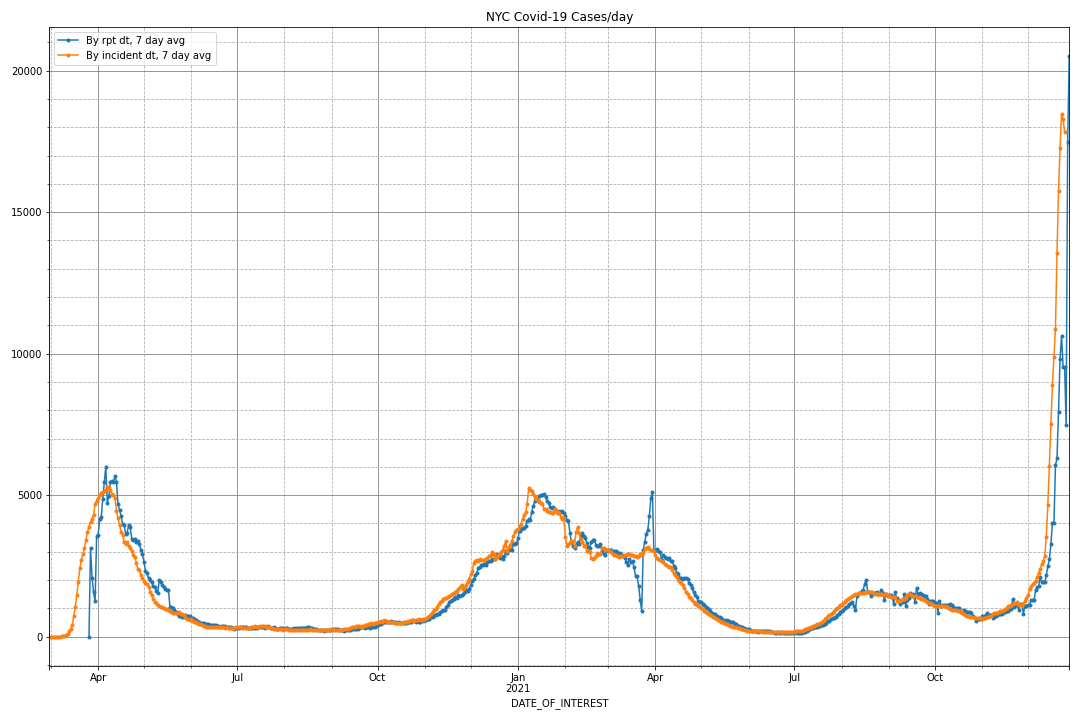 NYC Covid-19 Cases/day
By rpt dt, 7 day avg
By incident dt, 7 day avg
20000
15000
10000
5000
0
Apr Jul Oct Jan Apr Jul Oct
2021
DATE_OF_INTEREST